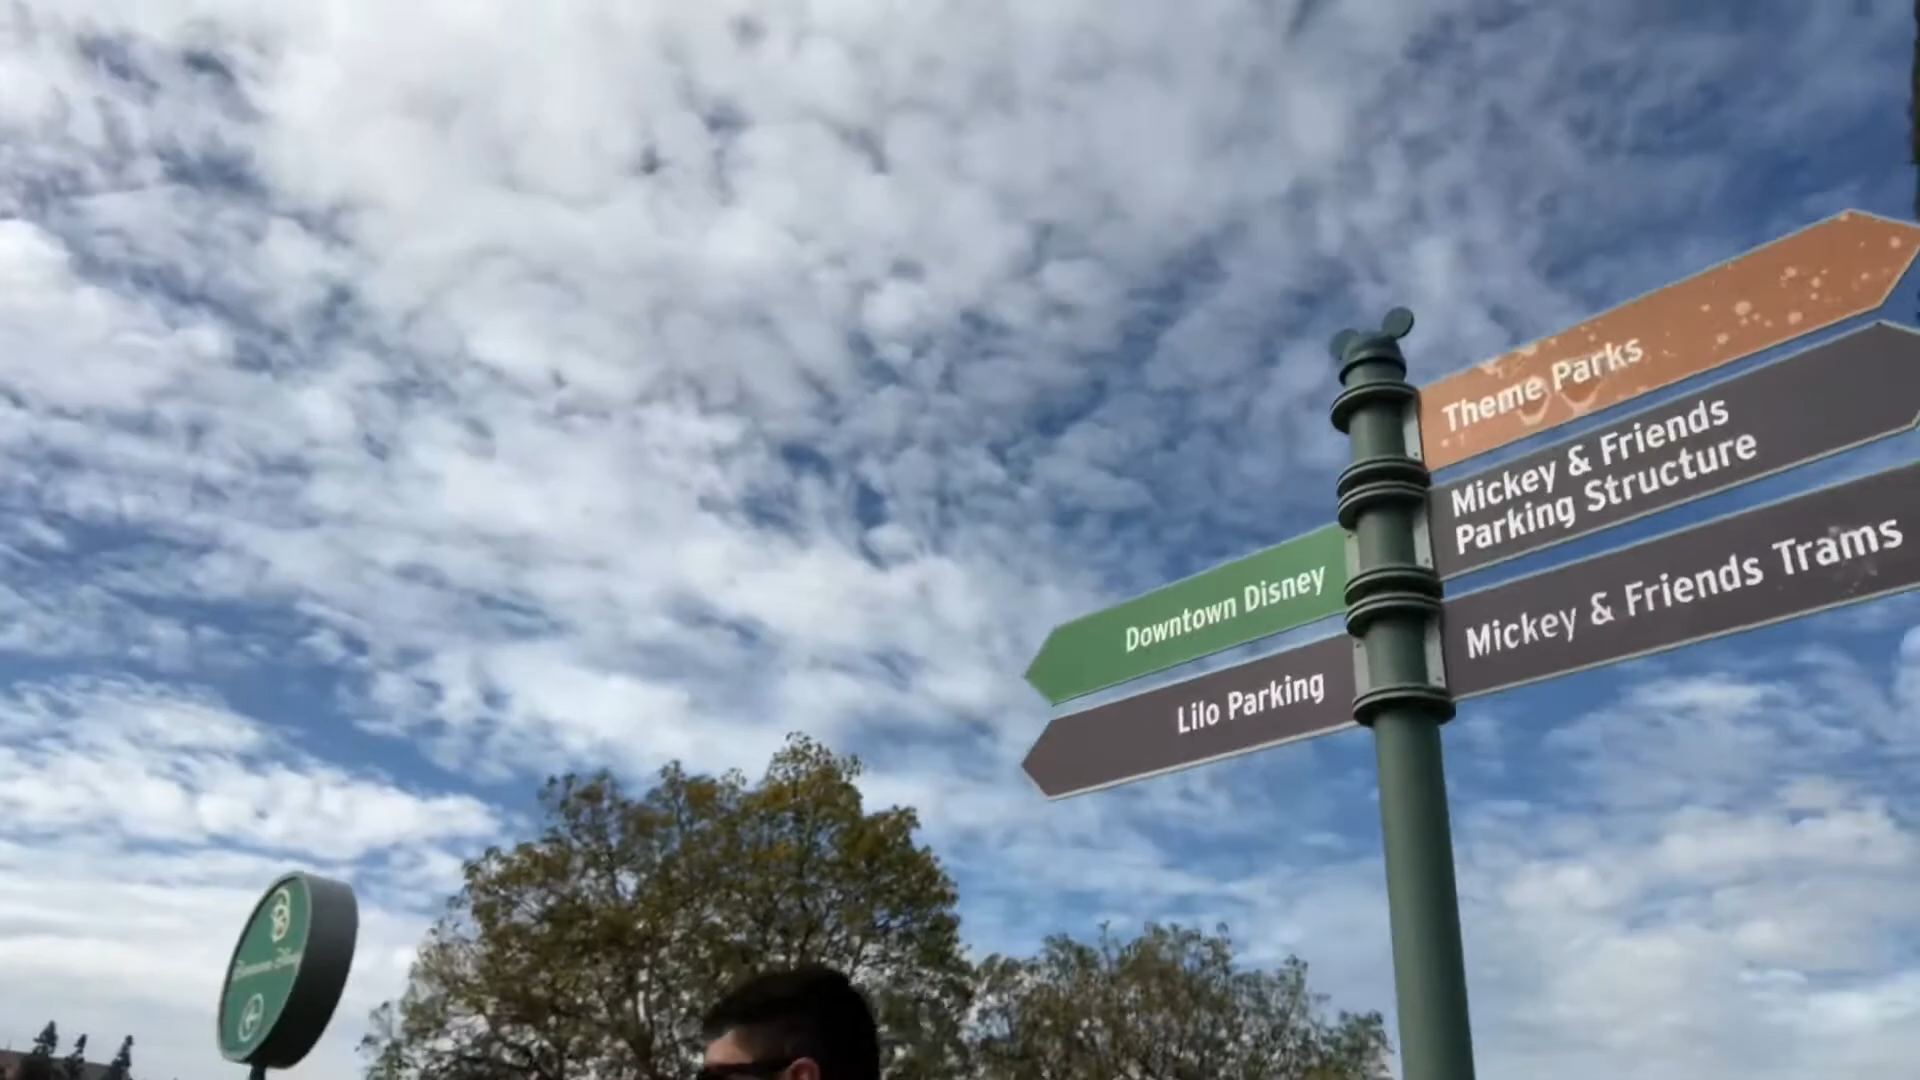 Theme Parks
Mickey & Friends
Parking Structure
Mickey & Friends Trams
Downtown Disney
Lilo Parking